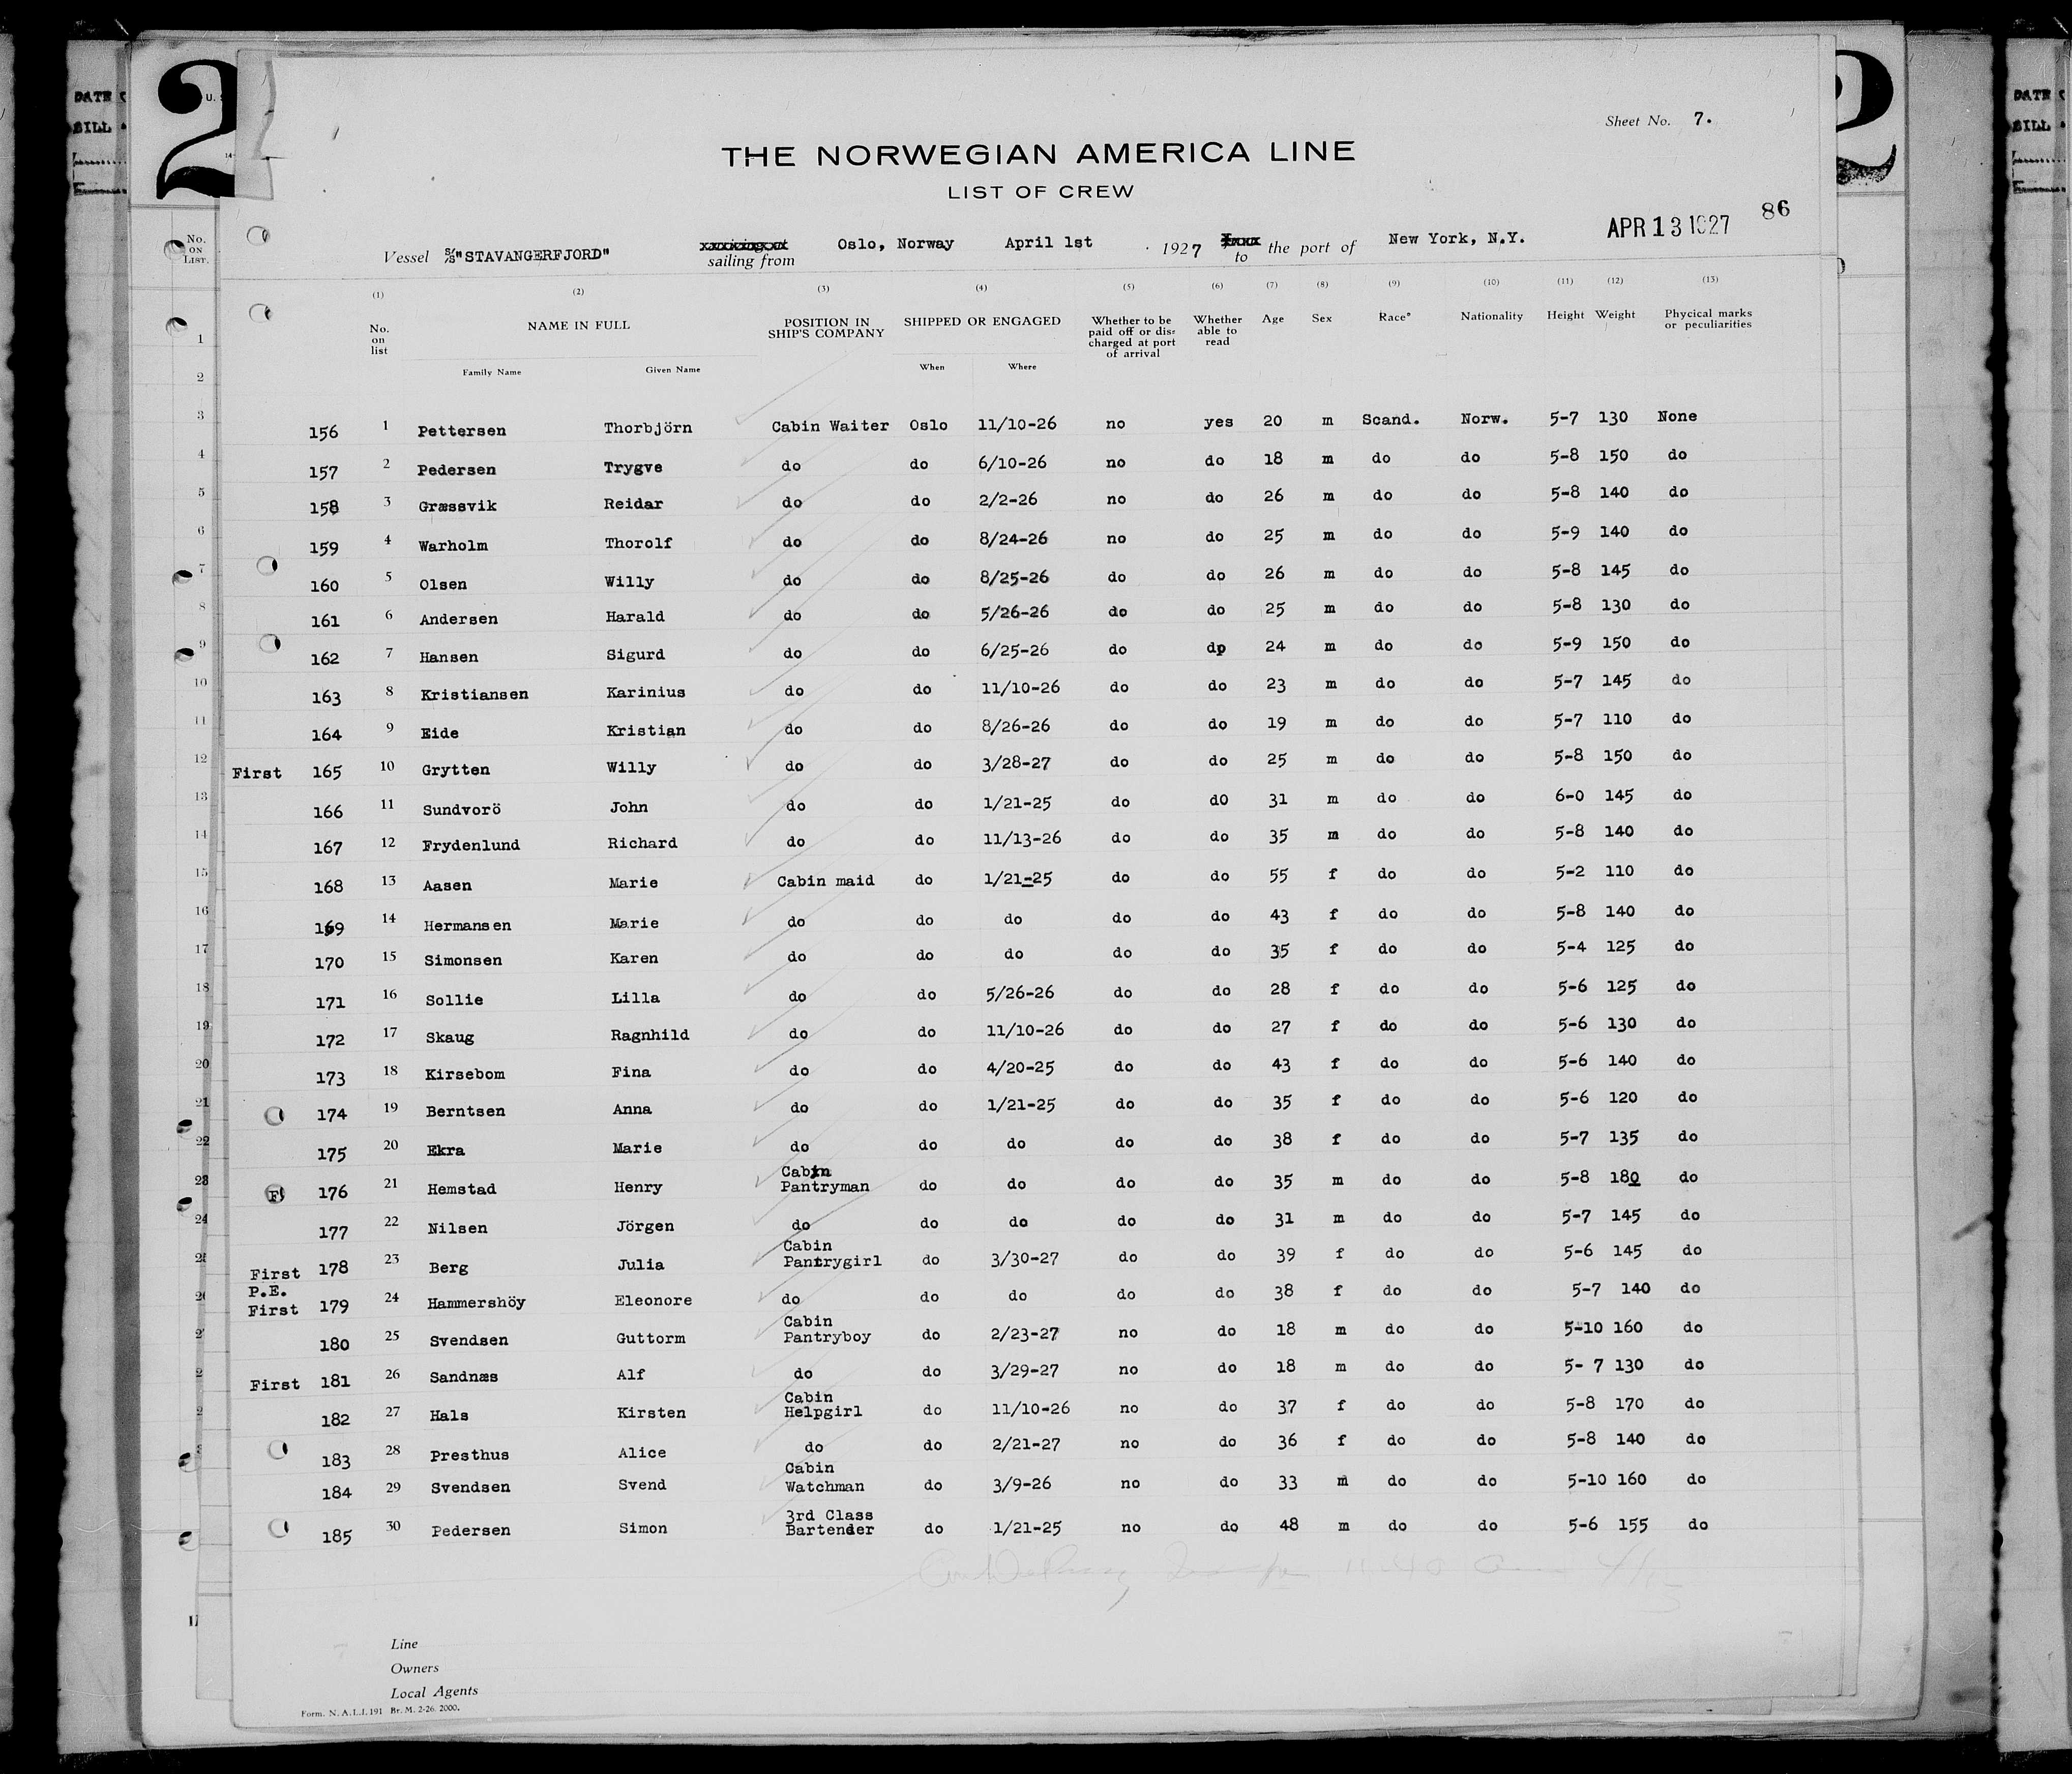 Sheet No. 7.
THE NORWEGIAN AMERICA LINE
LIST OF CREW
APR 13 1927 86
Vessel S/S "STAVANGERFJORD" sailing from Oslo, Norway April 1st 1927 to the port of New York, N.Y.
(1) (2) (3) (4) (5) (6) (7) (8) (9) (10) (11) (12) (13)
No. on list NAME IN FULL POSITION IN SHIP'S COMPANY SHIPPED OR ENGAGED Whether to be paid off or discharged at port of arrival Whether able to read Age Sex Race* Nationality Height Weight Physical marks or peculiarities
Family Name Given Name When Where
156 1 Pettersen Thorbjörn Cabin Waiter Oslo 11/10-26 no yes 20 m Scand. Norw. 5-7 130 None
157 2 Pedersen Trygve do do 6/10-26 no do 18 m do do 5-8 150 do
158 3 Græssvik Reidar do do 2/2-26 no do 26 m do do 5-8 140 do
159 4 Warholm Thorolf do do 8/24-26 no do 25 m do do 5-9 140 do
160 5 Olsen Willy do do 8/25-26 do do 26 m do do 5-8 145 do
161 6 Andersen Harald do do 5/26-26 do do 25 m do do 5-8 130 do
162 7 Hansen Sigurd do do 6/25-26 do do 24 m do do 5-9 150 do
163 8 Kristiansen Karinius do do 11/10-26 do do 23 m do do 5-7 145 do
164 9 Eide Kristian do do 8/26-26 do do 19 m do do 5-7 110 do
First 165 10 Grytten Willy do do 3/28-27 do do 25 m do do 5-8 150 do
166 11 Sundvorö John do do 1/21-25 do do 31 m do do 6-0 145 do
167 12 Frydenlund Richard do do 11/13-26 do do 35 m do do 5-8 140 do
168 13 Aasen Marie Cabin maid do 1/21-25 do do 55 f do do 5-2 110 do
169 14 Hermansen Marie do do do do do 43 f do do 5-8 140 do
170 15 Simonsen Karen do do do do do 35 f do do 5-4 125 do
171 16 Sollie Lilla do do 5/26-26 do do 28 f do do 5-6 125 do
172 17 Skaug Ragnhild do do 11/10-26 do do 27 f do do 5-6 130 do
173 18 Kirsebom Fina do do 4/20-25 do do 43 f do do 5-6 140 do
174 19 Berntsen Anna do do 1/21-25 do do 35 f do do 5-6 120 do
175 20 Ekra Marie do do do do do 38 f do do 5-7 135 do
F 176 21 Hemstad Henry Cabin Pantryman do do do do 35 m do do 5-8 180 do
177 22 Nilsen Jörgen do do do do do 31 m do do 5-7 145 do
First 178 23 Berg Julia Cabin Pantrygirl do 3/30-27 do do 39 f do do 5-6 145 do
P.E.
First 179 24 Hammershöy Eleonore do do do do do 38 f do do 5-7 140 do
180 25 Svendsen Guttorm Cabin Pantryboy do 2/23-27 no do 18 m do do 5-10 160 do
First 181 26 Sandnæs Alf do do 3/29-27 no do 18 m do do 5- 7 130 do
182 27 Hals Kirsten Cabin Helpgirl do 11/10-26 no do 37 f do do 5-8 170 do
183 28 Presthus Alice do do 2/21-27 no do 36 f do do 5-8 140 do
184 29 Svendsen Svend Cabin Watchman do 3/9-26 no do 33 m do do 5-10 160 do
185 30 Pedersen Simon 3rd Class Bartender do 1/21-25 no do 48 m do do 5-6 155 do
Line
Owners
Local Agents
Form. N. A. L. I. 191 Br. M. 2-26. 2000.